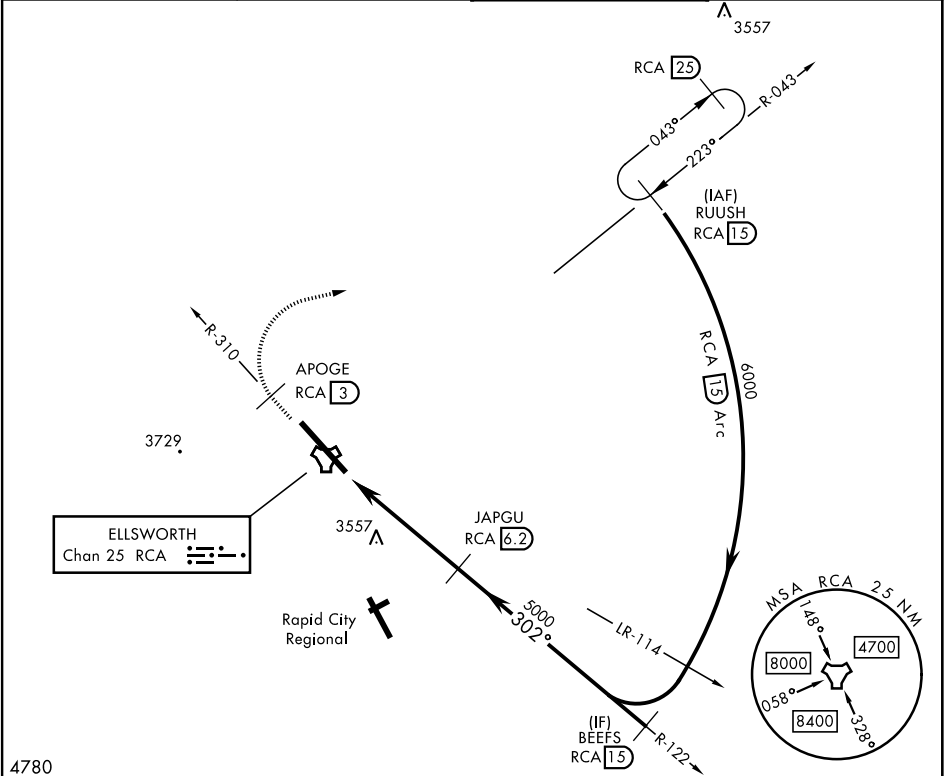 3557
RCA 25
R-043
043°
223°
(IAF)
RUUSH
RCA 15
R-310
APOGE
RCA 3
RCA 15 Arc
6000
3729
ELLSWORTH
Chan 25 RCA
3557
JAPGU
RCA 6.2
Rapid City
Regional
5000
302°
LR-114
MSA RCA 25 NM
148°
4700
8000
058°
8400
328°
(IF)
BEEFS
RCA 15
R-122
4780